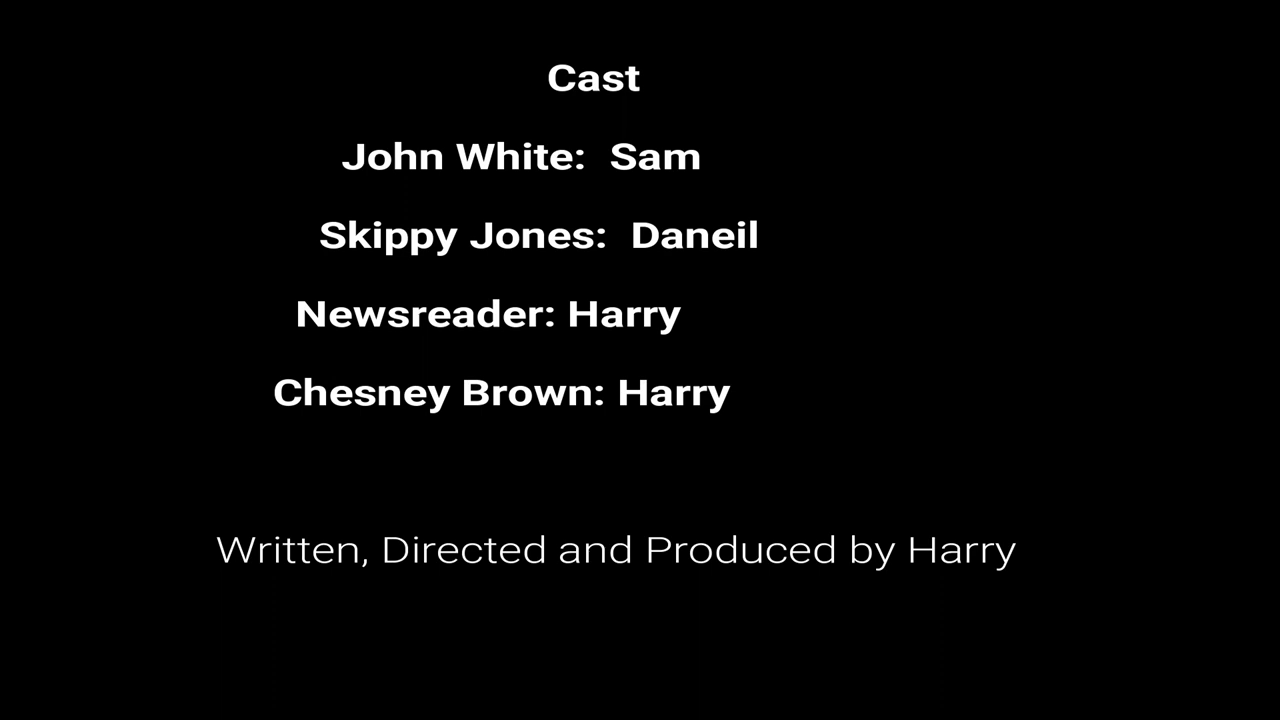 Cast
John White:  Sam
Skippy Jones:  Daneil
Newsreader: Harry
Chesney Brown: Harry
Written, Directed and Produced by Harry